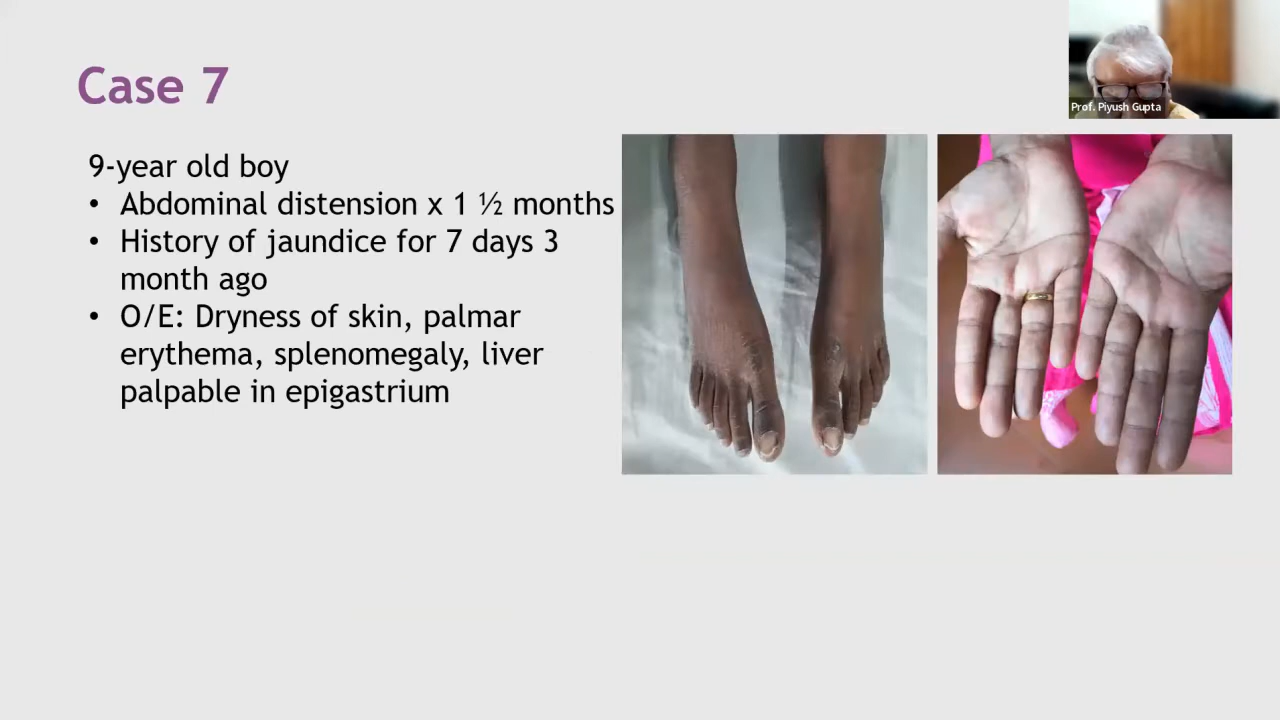 Case 7
Prof. Piyush Gupta
9-year old boy
• Abdominal distension x 1 ½ months
• History of jaundice for 7 days 3
month ago
• O/E: Dryness of skin, palmar
erythema, splenomegaly, liver
palpable in epigastrium